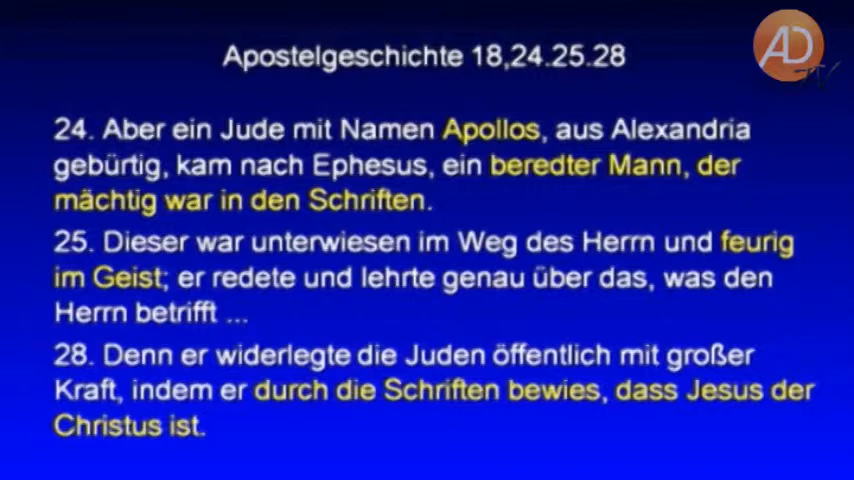 Apostelgeschichte 18,24.25.28
AD
TV
24. Aber ein Jude mit Namen Apollos, aus Alexandria
gebürtig, kam nach Ephesus, ein beredter Mann, der
mächtig war in den Schriften.
25. Dieser war unterwiesen im Weg des Herrn und feurig
im Geist; er redete und lehrte genau über das, was den
Herrn betrifft ...
28. Denn er widerlegte die Juden öffentlich mit großer
Kraft, indem er durch die Schriften bewies, dass Jesus der
Christus ist.